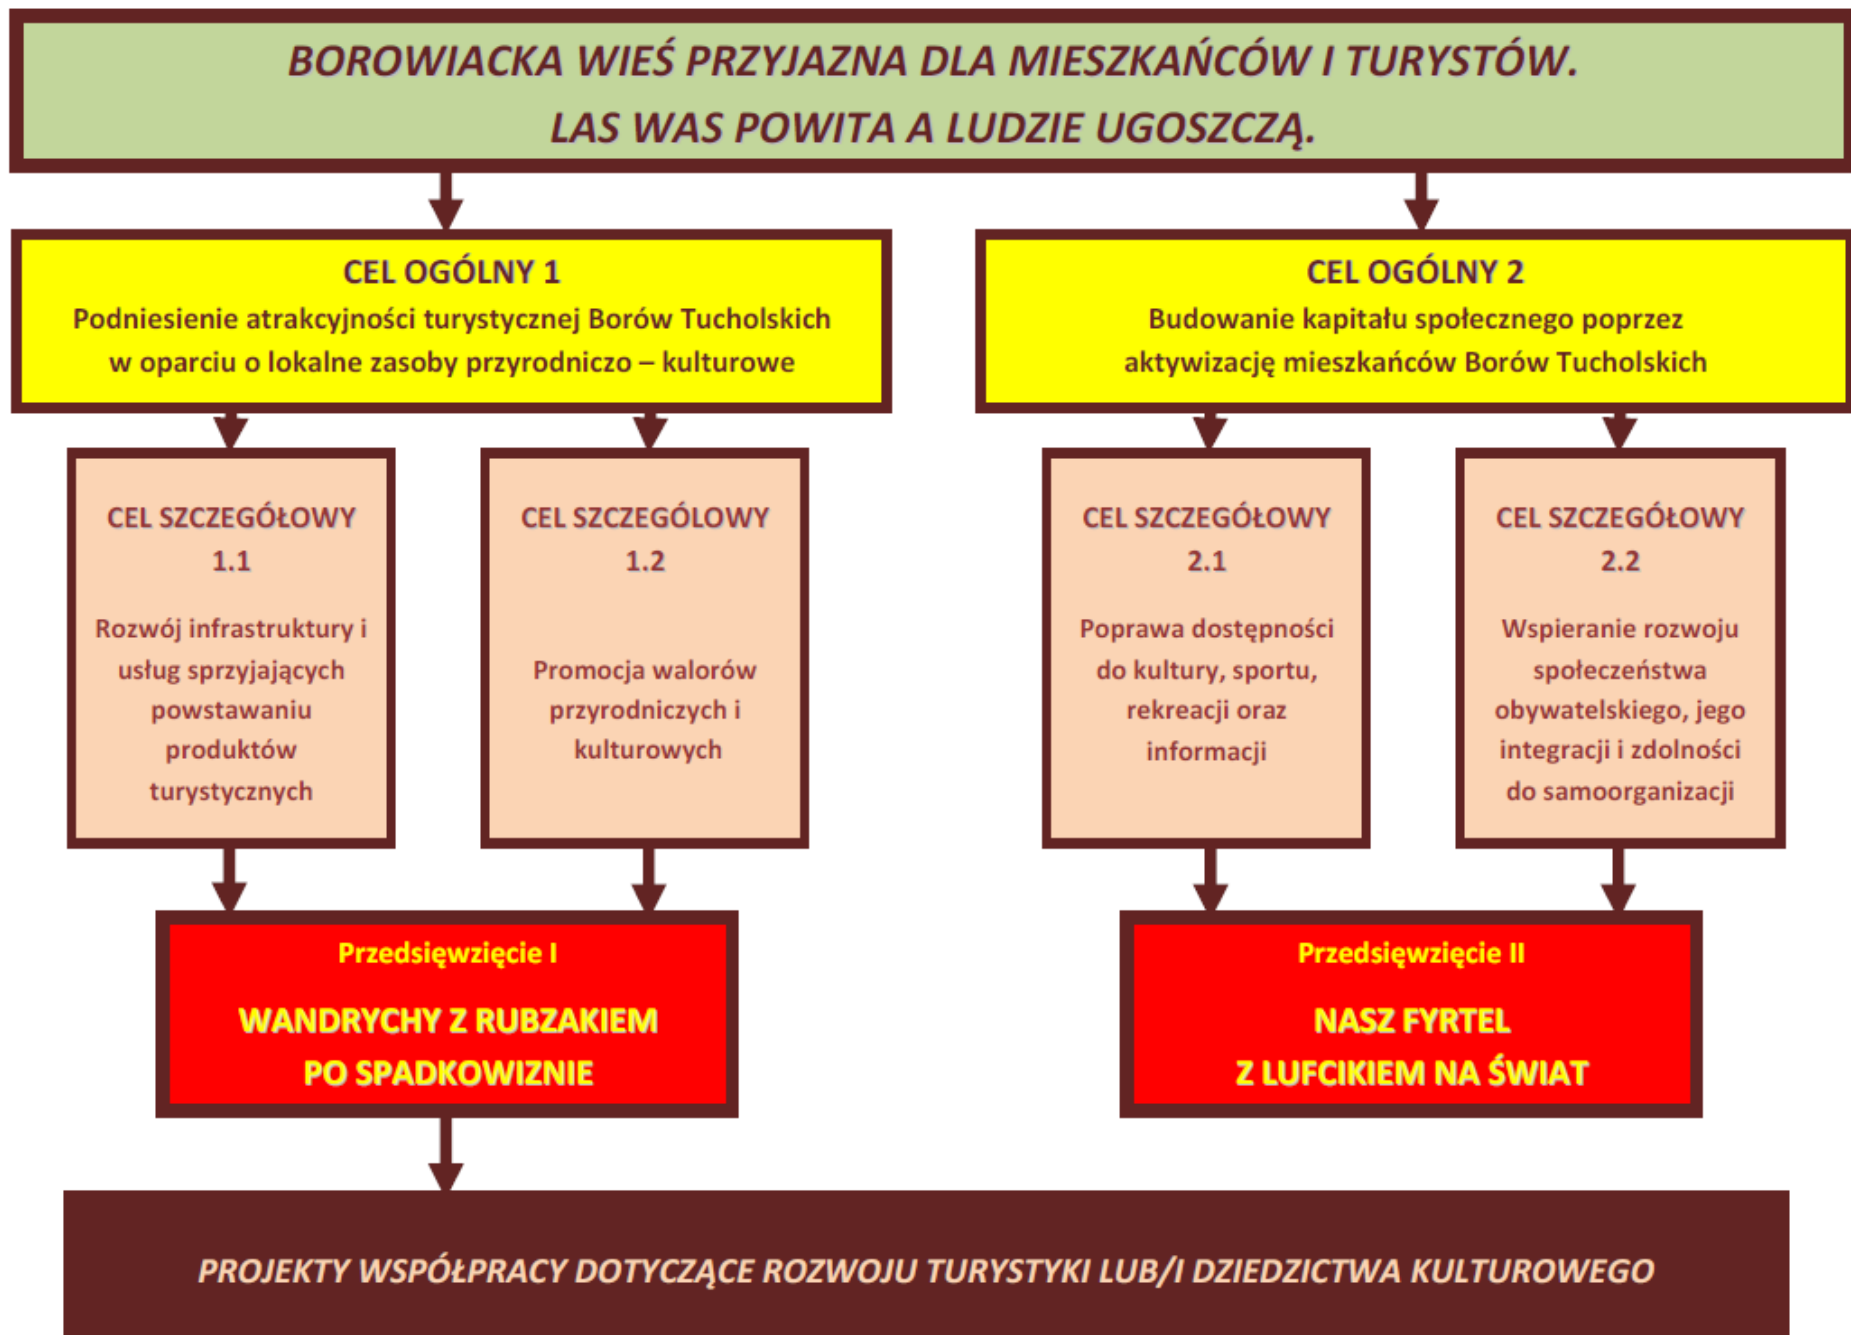 BOROWIACKA WIEŚ PRZYJAZNA DLA MIESZKAŃCÓW I TURYSTÓW.
LAS WAS POWITA A LUDZIE UGOSZCZĄ.
CEL OGÓLNY 1
Podniesienie atrakcyjności turystycznej Borów Tucholskich
w oparciu o lokalne zasoby przyrodniczo – kulturowe
CEL OGÓLNY 2
Budowanie kapitału społecznego poprzez
aktywizację mieszkańców Borów Tucholskich
CEL SZCZEGÓŁOWY
1.1
Rozwój infrastruktury i
usług sprzyjających
powstawaniu
produktów
turystycznych
CEL SZCZEGÓLOWY
1.2
Promocja walorów
przyrodniczych i
kulturowych
CEL SZCZEGÓŁOWY
2.1
Poprawa dostępności
do kultury, sportu,
rekreacji oraz
informacji
CEL SZCZEGÓŁOWY
2.2
Wspieranie rozwoju
społeczeństwa
obywatelskiego, jego
integracji i zdolności
do samoorganizacji
Przedsięwzięcie I
WANDRYCHY Z RUBZAKIEM
PO SPADKOWIZNIE
Przedsięwzięcie II
NASZ FYRTEL
Z LUFCIKIEM NA ŚWIAT
PROJEKTY WSPÓŁPRACY DOTYCZĄCE ROZWOJU TURYSTYKI LUB/I DZIEDZICTWA KULTUROWEGO